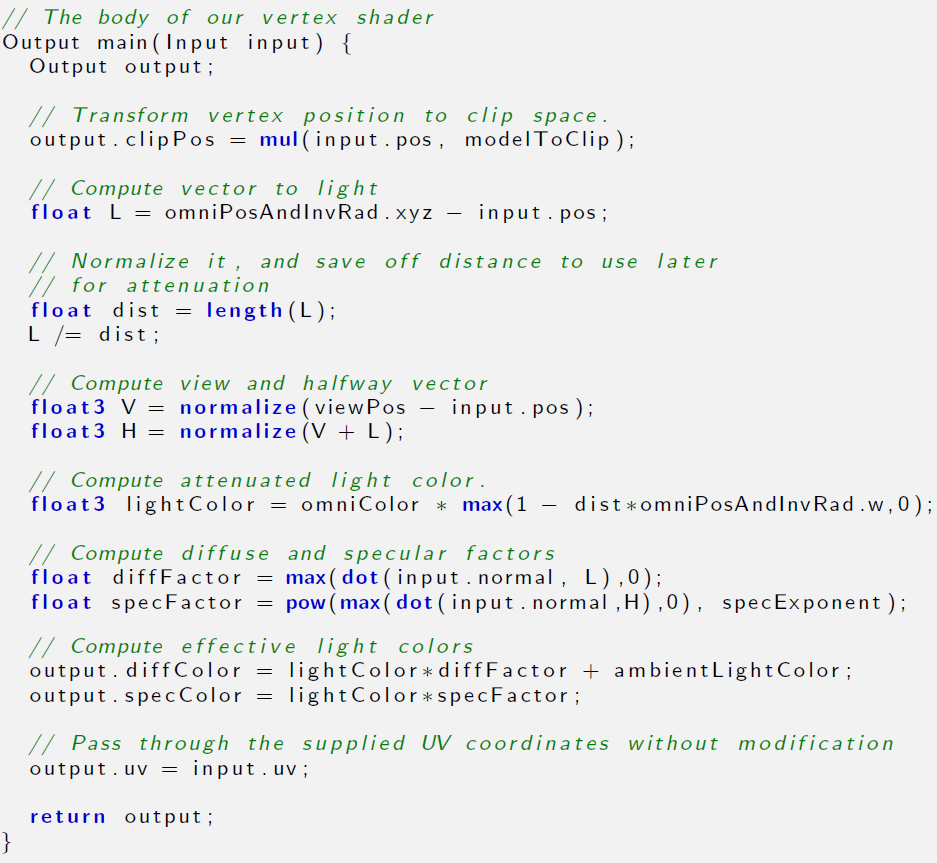 // The body of our vertex shader
Output main(Input input) {
  Output output;

  // Transform vertex position to clip space.
  output.clipPos = mul(input.pos, modelToClip);

  // Compute vector to light
  float L = omniPosAndInvRad.xyz − input.pos;

  // Normalize it, and save off distance to use later
  // for attenuation
  float dist = length(L);
  L /= dist;

  // Compute view and halfway vector
  float3 V = normalize(viewPos − input.pos);
  float3 H = normalize(V + L);

  // Compute attenuated light color.
  float3 lightColor = omniColor * max(1 − dist*omniPosAndInvRad.w,0);

  // Compute diffuse and specular factors
  float diffFactor = max(dot(input.normal, L),0);
  float specFactor = pow(max(dot(input.normal,H),0), specExponent);

  // Compute effective light colors
  output.diffColor = lightColor*diffFactor + ambientLightColor;
  output.specColor = lightColor*specFactor;

  // Pass through the supplied UV coordinates without modification
  output.uv = input.uv;

  return output;
}